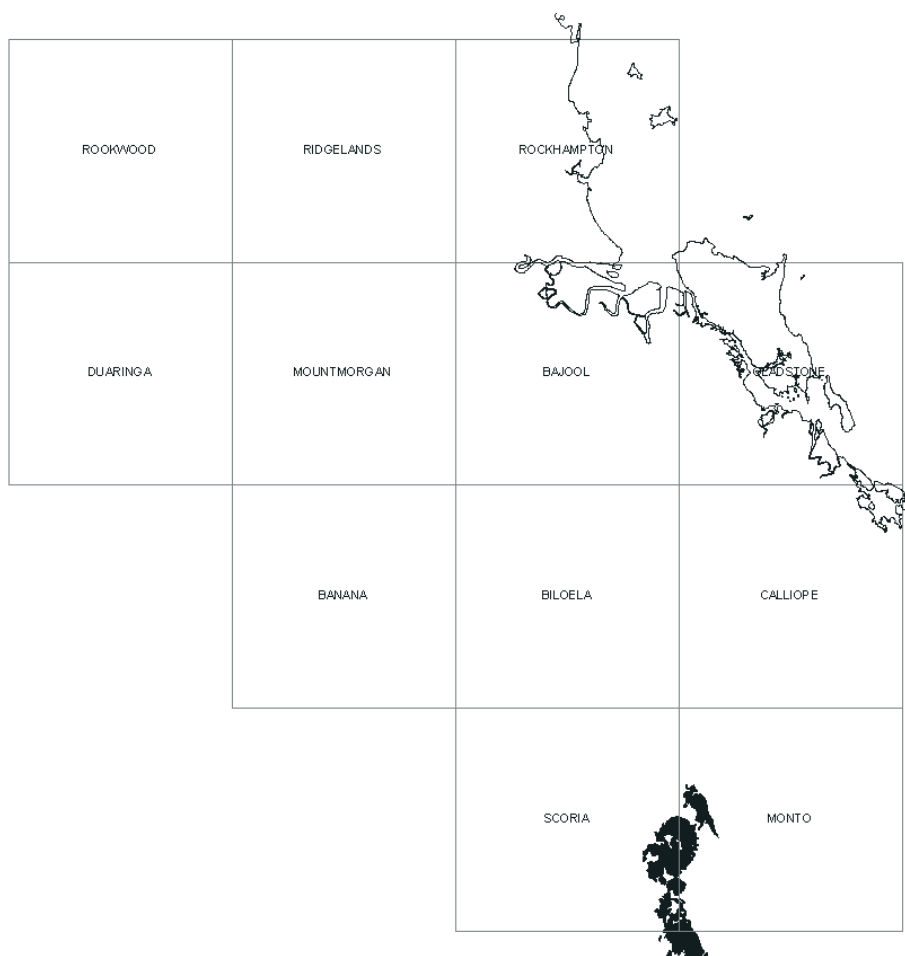 ROOKWOOD
RIDGELANDS
ROCKHAMPTON
DUARINGA
MOUNTMORGAN
BAJOOL
GLADSTONE
BANANA
BILOELA
CALLIOPE
SCORIA
MONTO